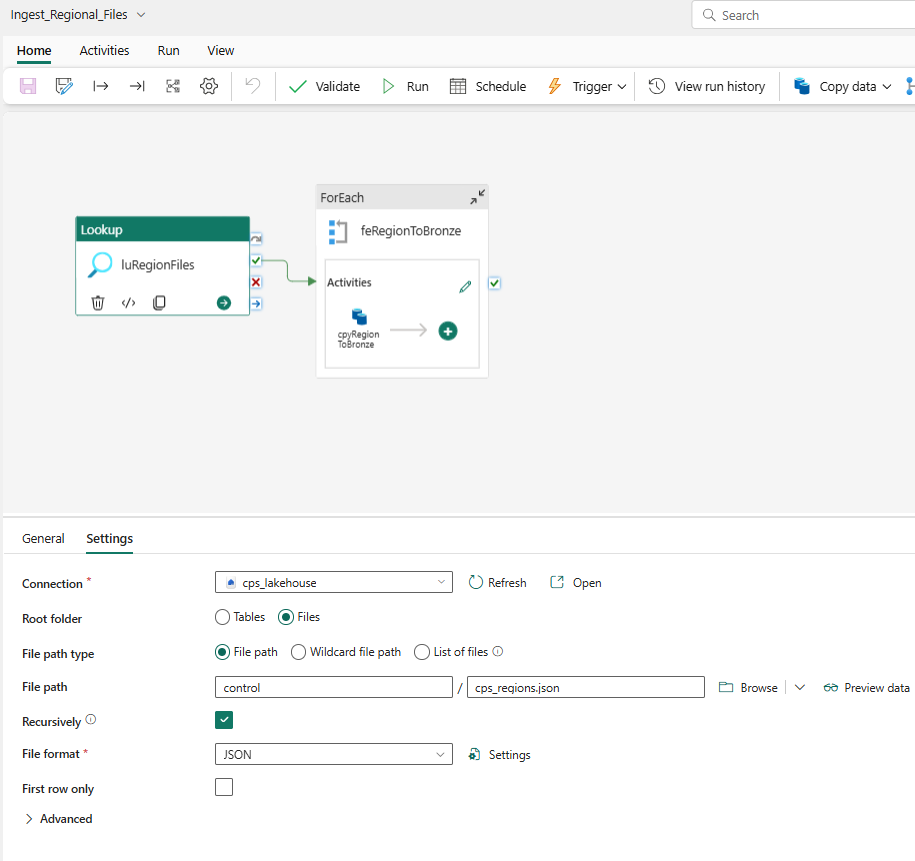 Ingest_Regional_Files
Search
Home Activities Run View
Validate Run Schedule Trigger View run history Copy data
ForEach
feRegionToBronze
Lookup
luRegionFiles
Activities
cpyRegion
ToBronze
General Settings
Connection * cps_lakehouse Refresh Open
Root folder Tables Files
File path type File path Wildcard file path List of files
File path control / cps_regions.json Browse Preview data
Recursively
File format * JSON Settings
First row only
Advanced